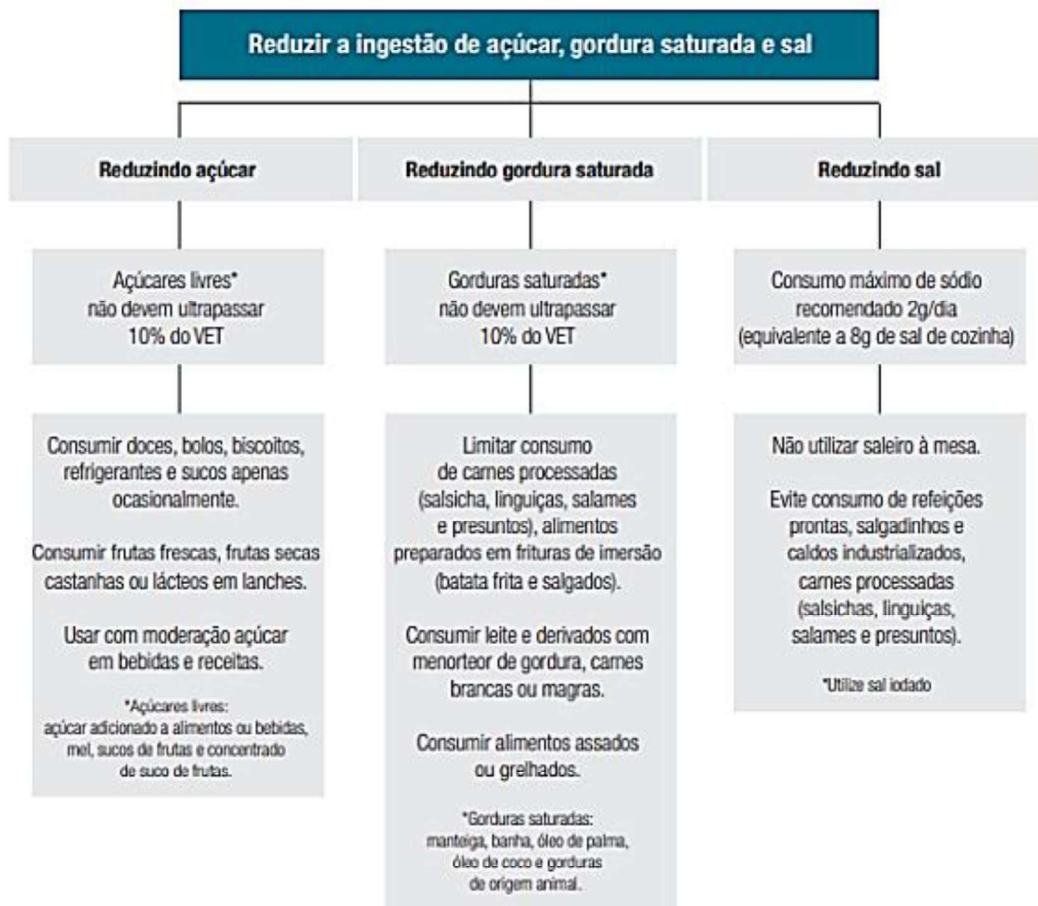 Reduzir a ingestão de açúcar, gordura saturada e sal
Reduzindo açúcar
Açúcares livres*
não devem ultrapassar
10% do VET
Consumir doces, bolos, biscoitos,
refrigerantes e sucos apenas
ocasionalmente.
Consumir frutas frescas, frutas secas
castanhas ou lácteos em lanches.
Usar com moderação açúcar
em bebidas e receitas.
*Açúcares livres:
açúcar adicionado a alimentos ou bebidas,
mel, sucos de frutas e concentrado
de suco de frutas.
Reduzindo gordura saturada
Gorduras saturadas*
não devem ultrapassar
10% do VET
Limitar consumo
de carnes processadas
(salsicha, linguiças, salames
e presuntos), alimentos
preparados em frituras de imersão
(batata frita e salgados).
Consumir leite e derivados com
menorteor de gordura, carnes
brancas ou magras.
Consumir alimentos assados
ou grelhados.
*Gorduras saturadas:
manteiga, banha, óleo de palma,
óleo de coco e gorduras
de origem animal.
Reduzindo sal
Consumo máximo de sódio
recomendado 2g/dia
(equivalente a 8g de sal de cozinha)
Não utilizar saleiro à mesa.
Evite consumo de refeições
prontas, salgadinhos e
caldos industrializados,
carnes processadas
(salsichas, linguiças,
salames e presuntos).
*Utilize sal iodado